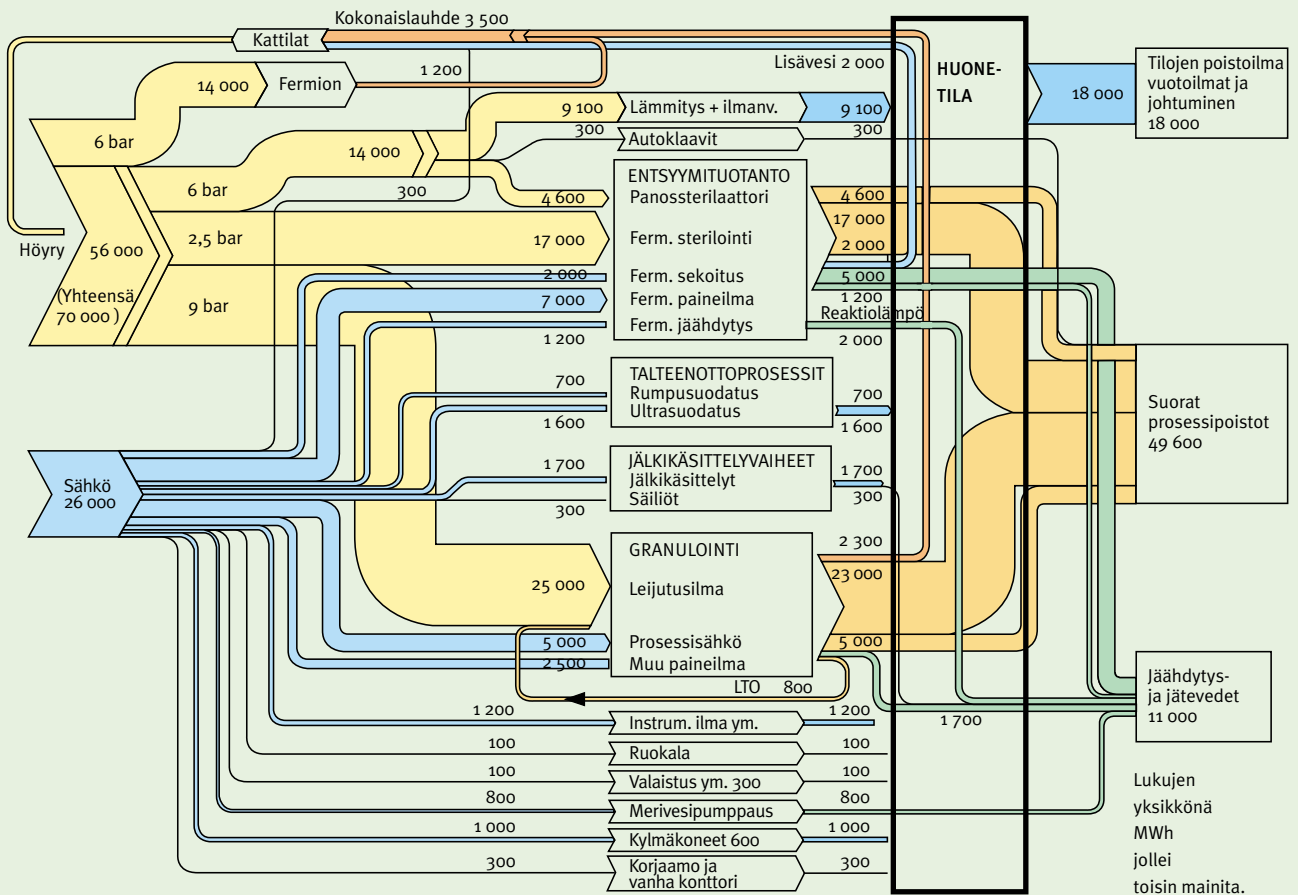 Kokonaislauhde 3 500
Kattilat
Lisävesi 2 000
HUONE-
TILA
Tilojen poistoilma
vuotoilmat ja
johtuminen
18 000
18 000
14 000
Fermion
1 200
6 bar
14 000
9 100
Lämmitys + ilmanv.
9 100
300
Autoklaavit
300
6 bar
300
Höyry
56 000
(Yhteensä
70 000 )
2,5 bar
9 bar
4 600
17 000
2 000
7 000
1 200
ENTSYYMITUOTANTO
Panossterilaattori
Ferm. sterilointi
Ferm. sekoitus
Ferm. paineilma
Ferm. jäähdytys
4 600
17 000
2 000
5 000
1 200
Reaktiolämpö
2 000
700
1 600
TALTEENOTTOPROSESSIT
Rumpusuodatus
Ultrasuodatus
700
1 600
Suorat
prosessipoistot
49 600
Sähkö
26 000
1 700
300
JÄLKIKÄSITTELYVAIHEET
Jälkikäsittelyt
Säiliöt
1 700
300
25 000
5 000
2 500
GRANULOINTI
Leijutusilma
Prosessisähkö
Muu paineilma
2 300
23 000
5 000
LTO 800
1 700
Jäähdytys-
ja jätevedet
11 000
1 200
Instrum. ilma ym.
1 200
100
Ruokala
100
100
Valaistus ym. 300
100
800
Merivesipumppaus
800
1 000
Kylmäkoneet 600
1 000
300
Korjaamo ja
vanha konttori
300
Lukujen
yksikkönä
MWh
jollei
toisin mainita.